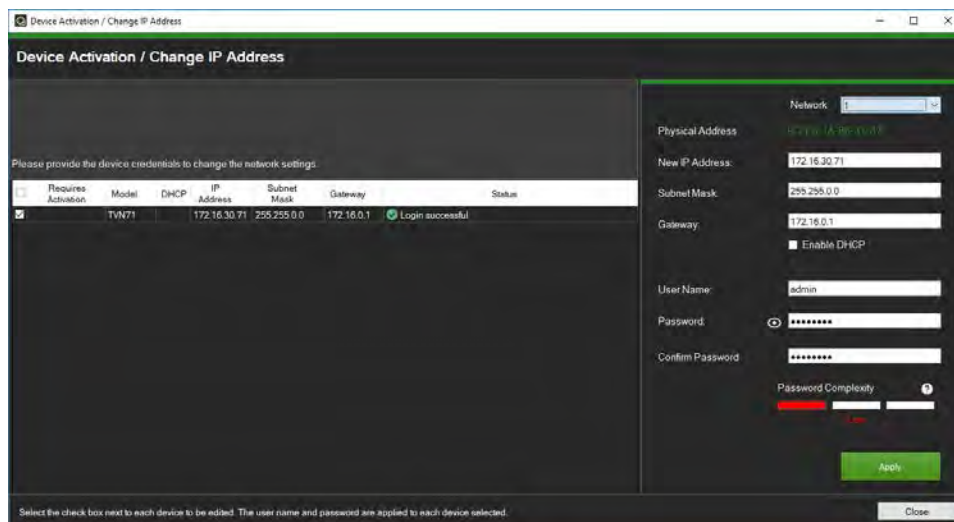 Device Activation / Change IP Address
Device Activation / Change IP Address
Please provide the device credentials to change the network settings
Requires Activation Model DHCP IP Address Subnet Mask Gateway Status
TVN71 172.16.30.71 255.255.0.0 172.16.0.1 Login successful
Network 1
Physical Address
New IP Address: 172.16.30.71
Subnet Mask: 255.255.0.0
Gateway: 172.16.0.1
Enable DHCP
User Name: admin
Password: ••••••••
Confirm Password ••••••••
Password Complexity ?
Apply
Select the check box next to each device to be edited. The user name and password are applied to each device selected.
Close